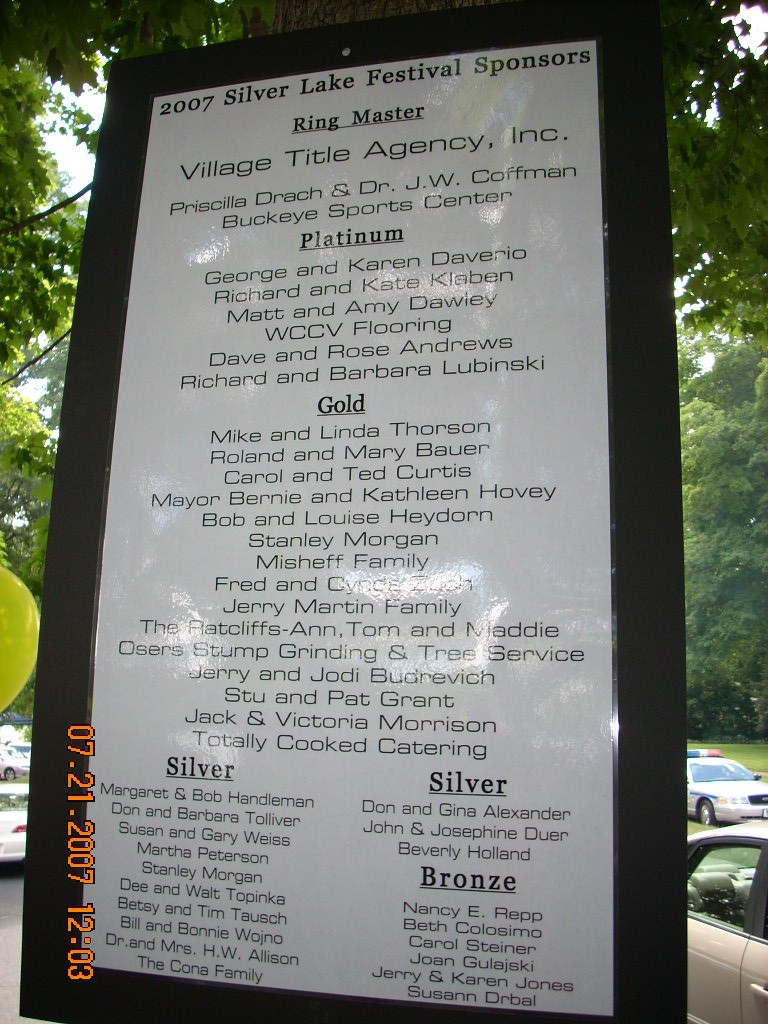 2007 Silver Lake Festival Sponsors
Ring Master
Village Title Agency, Inc.
Priscilla Drach & Dr. J.W. Coffman
Buckeye Sports Center
Platinum
George and Karen Daverio
Richard and Kate Klaben
Matt and Amy Dawley
WCCV Flooring
Dave and Rose Andrews
Richard and Barbara Lubinski
Gold
Mike and Linda Thorson
Roland and Mary Bauer
Carol and Ted Curtis
Mayor Bernie and Kathleen Hovey
Bob and Louise Heydorn
Stanley Morgan
Misheff Family
Fred and
Jerry Martin Family
The Ratcliffs-Ann,Tom and Maddie
Osers Stump Grinding & Tree Service
Jerry and Jodi Budrevich
Stu and Pat Grant
Jack & Victoria Morrison
Totally Cooked Catering
Silver
Margaret & Bob Handleman
Don and Barbara Tolliver
Susan and Gary Weiss
Martha Peterson
Stanley Morgan
Dee and Walt Topinka
Betsy and Tim Tausch
Bill and Bonnie Wojno
Dr.and Mrs. H.W. Allison
The Cona Family
Silver
Don and Gina Alexander
John & Josephine Duer
Beverly Holland
Bronze
Nancy E. Repp
Beth Colosimo
Carol Steiner
Joan Gulajski
Jerry & Karen Jones
Susann Drbal
07.21.2007 12:03